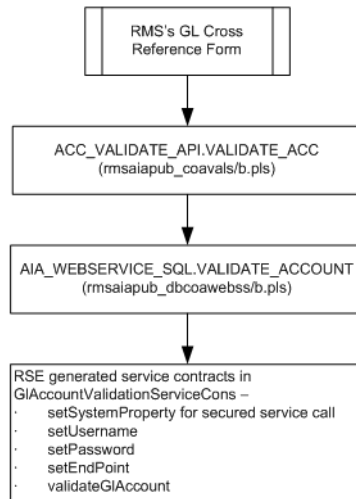 RMS's GL Cross
Reference Form
ACC_VALIDATE_API.VALIDATE_ACC
(rmsaiapub_coavals/b.pls)
AIA_WEBSERVICE_SQL.VALIDATE_ACCOUNT
(rmsaiapub_dbcoawebss/b.pls)
RSE generated service contracts in
GlAccountValidationServiceCons –
· setSystemProperty for secured service call
· setUsername
· setPassword
· setEndPoint
· validateGlAccount